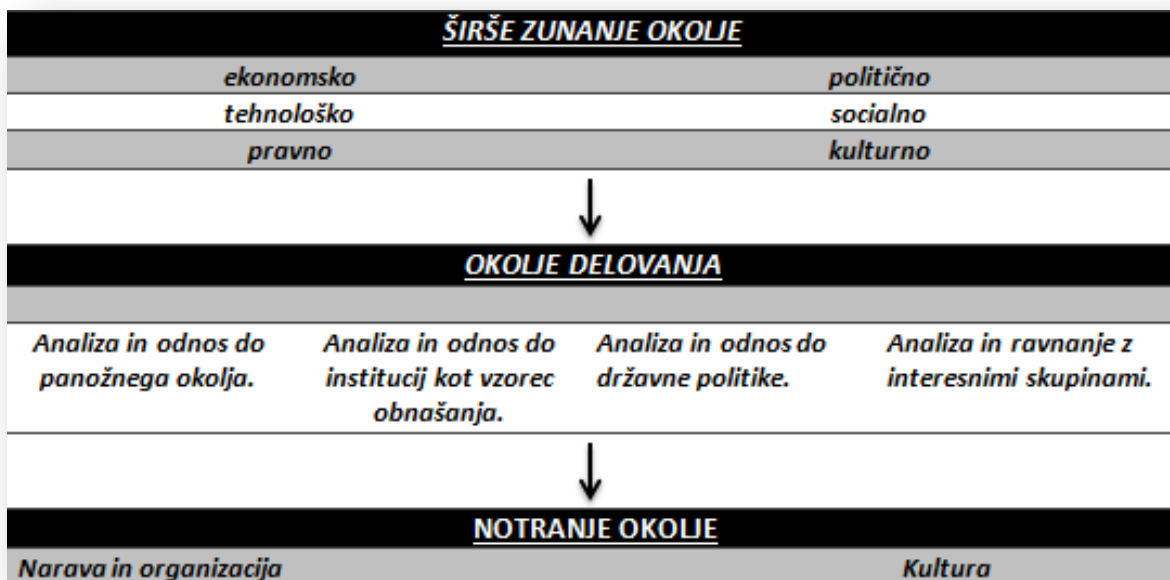 ŠIRŠE ZUNANJE OKOLJE
ekonomsko politično
tehnološko socialno
pravno kulturno
OKOLJE DELOVANJA
Analiza in odnos do
panožnega okolja.
Analiza in odnos do
institucij kot vzorec
obnašanja.
Analiza in odnos do
državne politike.
Analiza in ravnanje z
interesnimi skupinami.
NOTRANJE OKOLJE
Narava in organizacija Kultura